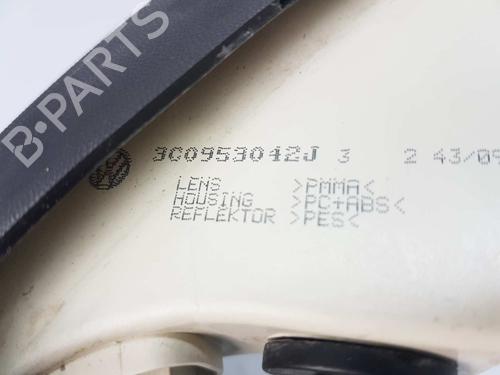 B-PARTS
3C0953042J 3 2 43/09
LENS >PMMA<
HOUSING >PC+ABS<
REFLEKTOR >PES<